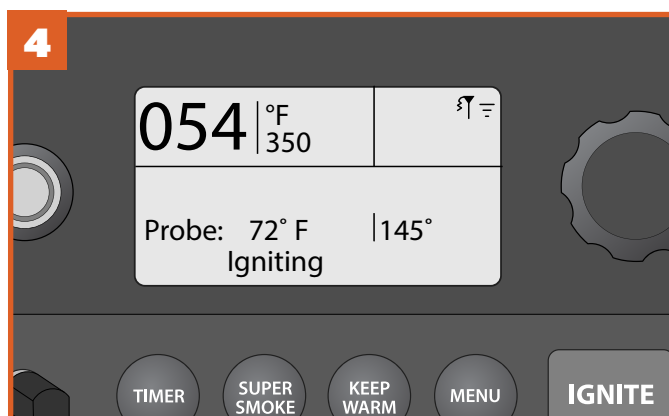 4
054 °F
350
Probe: 72° F 145°
Igniting
TIMER
SUPER
SMOKE
KEEP
WARM
MENU
IGNITE